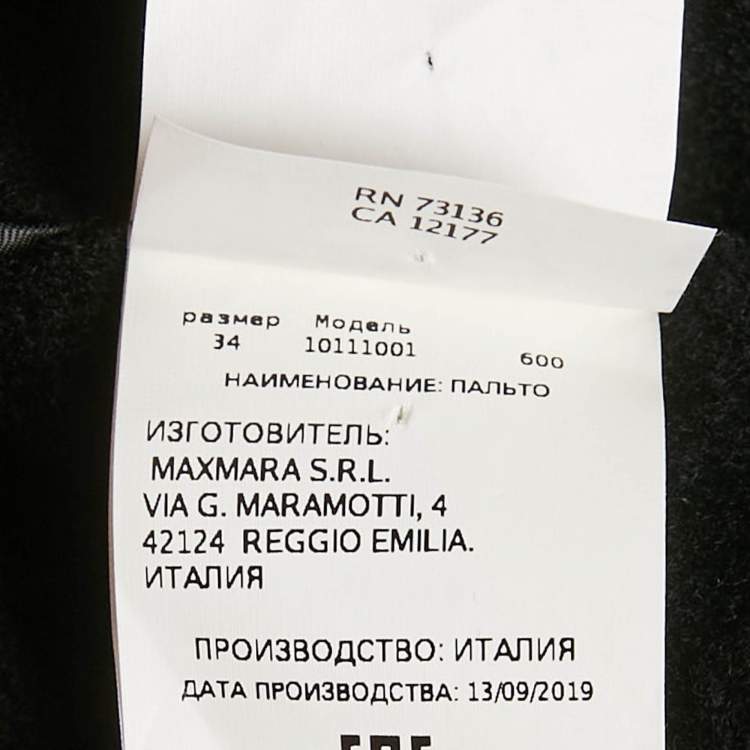 RN 73136
CA 12177
размер Модель
34 10111001 600
НАИМЕНОВАНИЕ: ПАЛЬТО
ИЗГОТОВИТЕЛЬ:
MAXMARA S.R.L.
VIA G. MARAMOTTI, 4
42124 REGGIO EMILIA.
ИТАЛИЯ
ПРОИЗВОДСТВО: ИТАЛИЯ
ДАТА ПРОИЗВОДСТВА: 13/09/2019